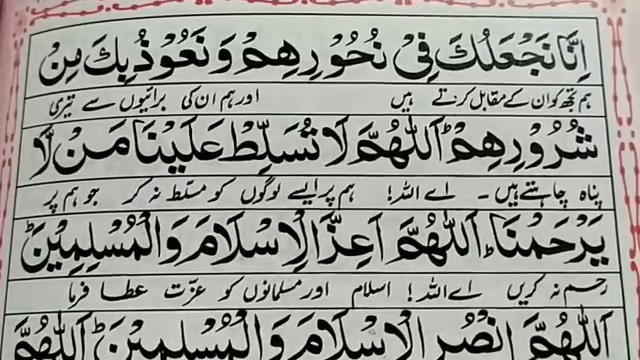 اِنَّا نَجْعَلُكَ فِيْ نُحُوْرِهِمْ وَ نَعُوْذُ بِكَ مِنْ
ہم تجھ کو ان کے مقابل کرتے ہیں اور ہم ان کی برائیوں سے تیری
شُرُوْرِهِمْ ؕ اَللّٰهُمَّ لَا تُسَلِّطْ عَلَيْنَا مَنْ لَّا
پناہ چاہتے ہیں ۔ اے اللہ! ہم پر ایسے لوگوں کو مسلّط نہ کر جو ہم پر
يَرْحَمُنَا ؕ اَللّٰهُمَّ اَعِزَّ الْاِسْلَامَ وَ الْمُسْلِمِيْنَ ؕ
رحم نہ کریں اے اللہ! اسلام اور مسلمانوں کو عزّت عطا فرما
اَللّٰهُمَّ انْصُرِ الْاِسْلَامَ وَ الْمُسْلِمِيْنَ ؕ اَللّٰهُمَّ